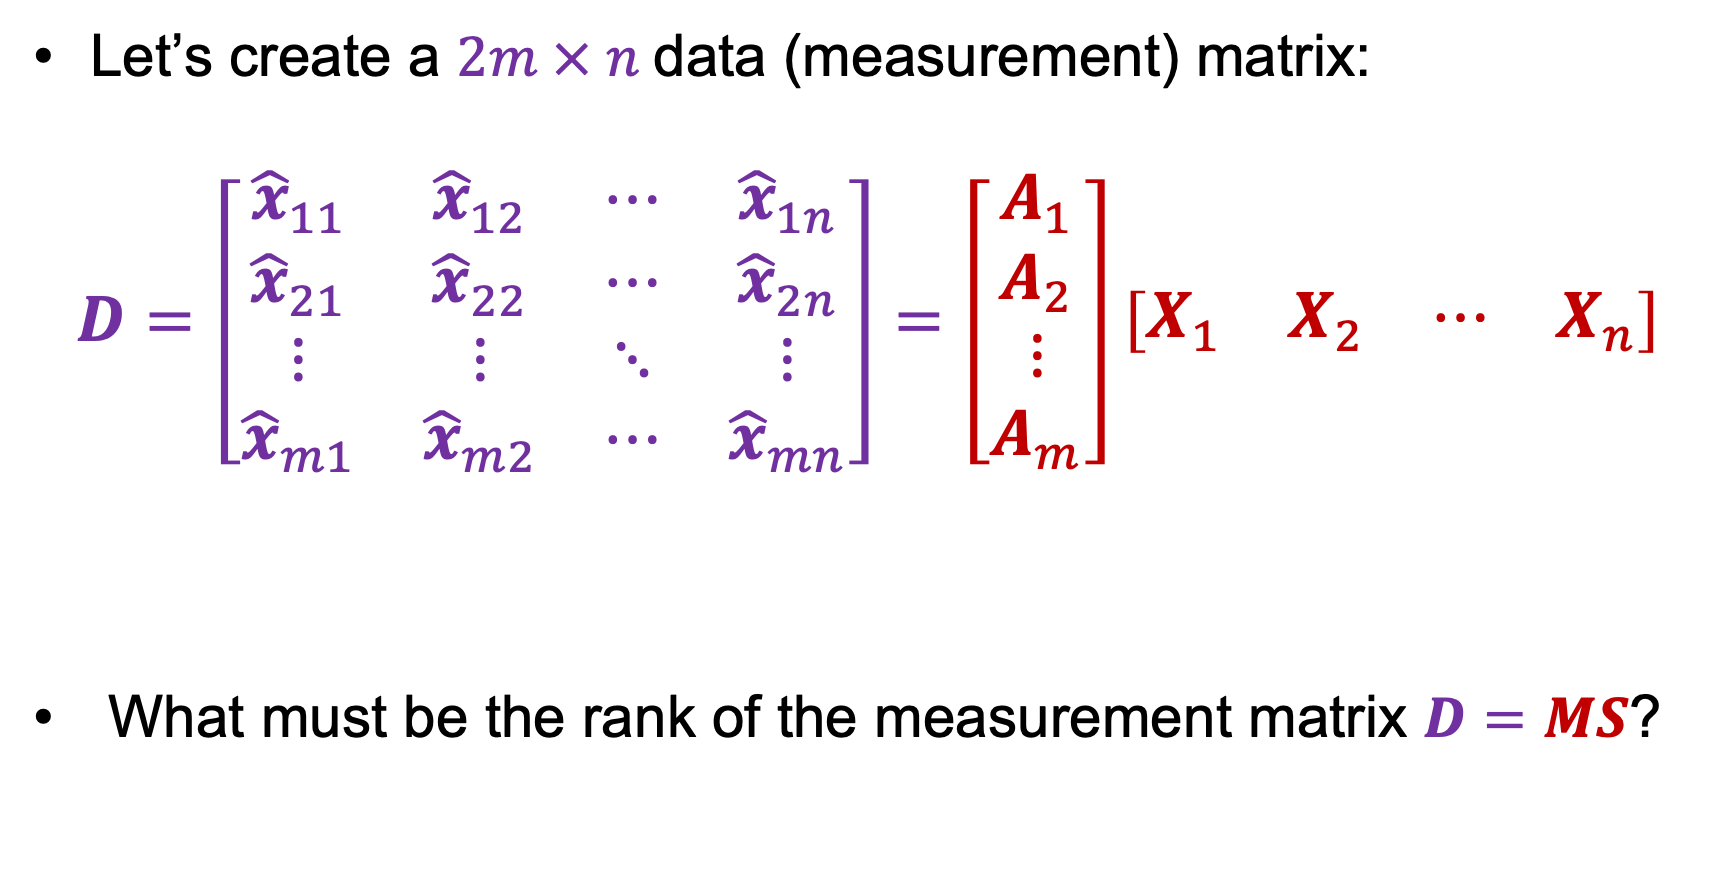 • Let’s create a 2m × n data (measurement) matrix:
D = [x̂₁₁ x̂₁₂ ⋯ x̂₁ₙ
x̂₂₁ x̂₂₂ ⋯ x̂₂ₙ
⋮ ⋮ ⋱ ⋮
x̂ₘ₁ x̂ₘ₂ ⋯ x̂ₘₙ] = [A₁
A₂
⋮
Aₘ] [X₁ X₂ ⋯ Xₙ]
• What must be the rank of the measurement matrix D = MS?